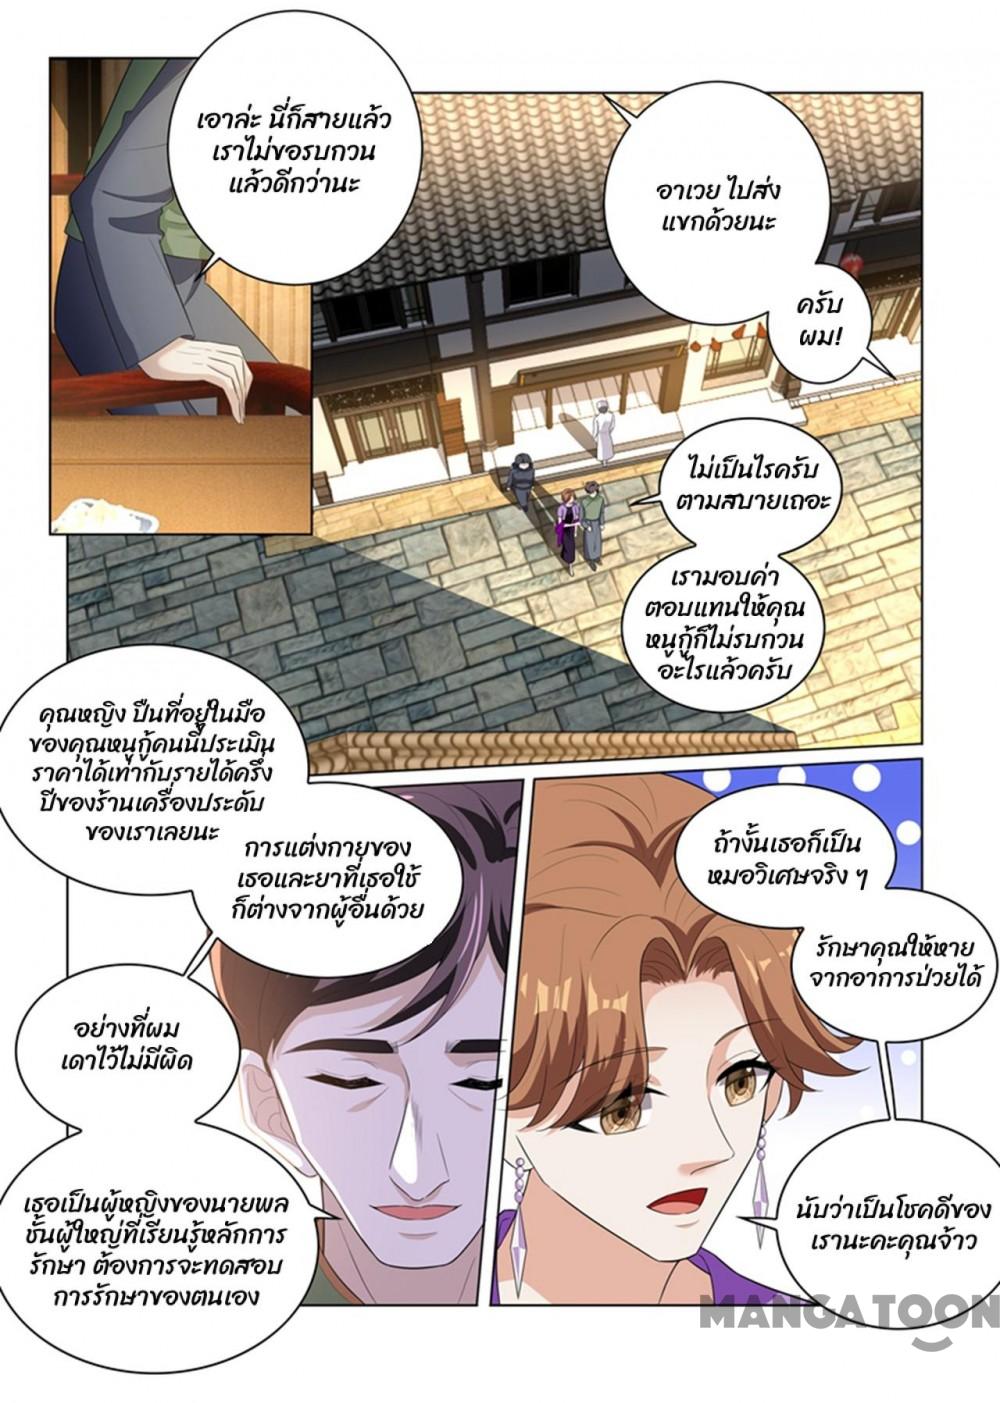 เอาล่ะ นี่ก็สายแล้ว
เราไม่ขอรบกวน
แล้วดีกว่านะ
อาเวย ไปส่ง
แขกด้วยนะ
ครับ
ผม!
ไม่เป็นไรครับ
ตามสบายเถอะ
เรามอบค่า
ตอบแทนให้คุณ
หนูกู้ก็ไม่รบกวน
อะไรแล้วครับ
คุณหญิง ปืนที่อยู่ในมือ
ของคุณหนูกู้คนนี้ประเมิน
ราคาได้เท่ากับรายได้ครึ่ง
ปีของร้านเครื่องประดับ
ของเราเลยนะ
การแต่งกายของ
เธอและยาที่เธอใช้
ก็ต่างจากผู้อื่นด้วย
อย่างที่ผม
เดาไว้ไม่มีผิด
เธอเป็นผู้หญิงของนายพล
ชั้นผู้ใหญ่ที่เรียนรู้หลักการ
รักษา ต้องการจะทดสอบ
การรักษาของตนเอง
ถ้างั้นเธอก็เป็น
หมอวิเศษจริง ๆ
รักษาคุณให้หาย
จากอาการป่วยได้
นับว่าเป็นโชคดีของ
เรานะคะคุณจ้าว
MANGATOON